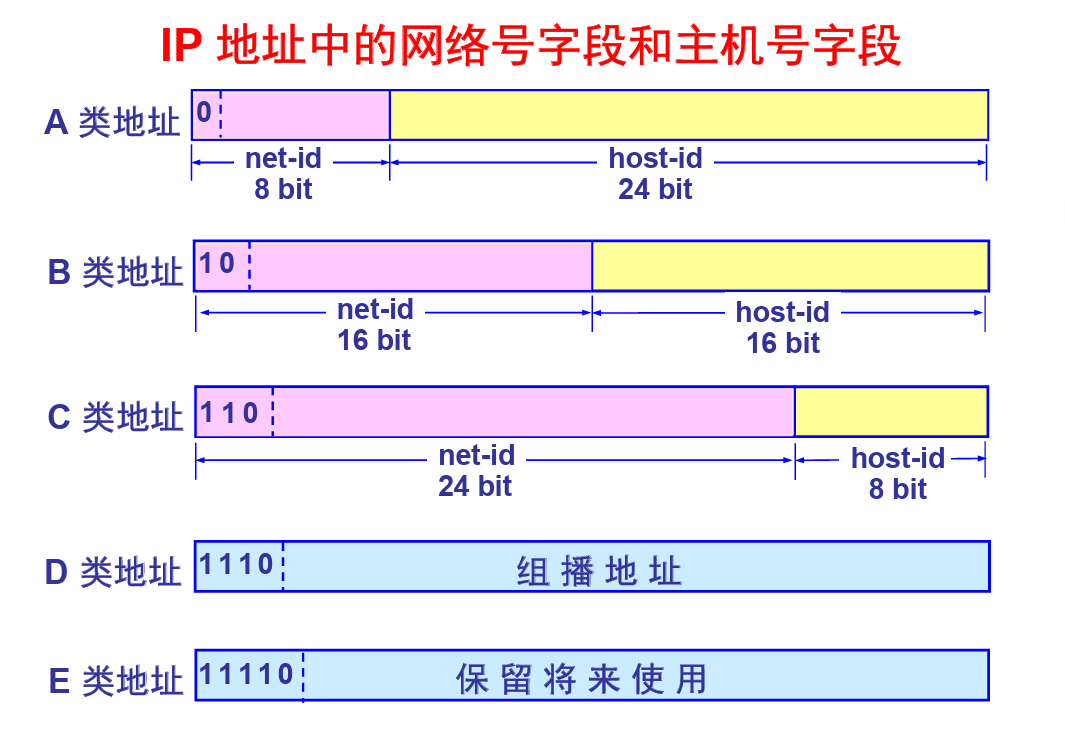 IP 地址中的网络号字段和主机号字段
A 类地址
0
net-id
8 bit
host-id
24 bit
B 类地址
10
net-id
16 bit
host-id
16 bit
C 类地址
110
net-id
24 bit
host-id
8 bit
D 类地址
1110
组播地址
E 类地址
11110
保留将来使用